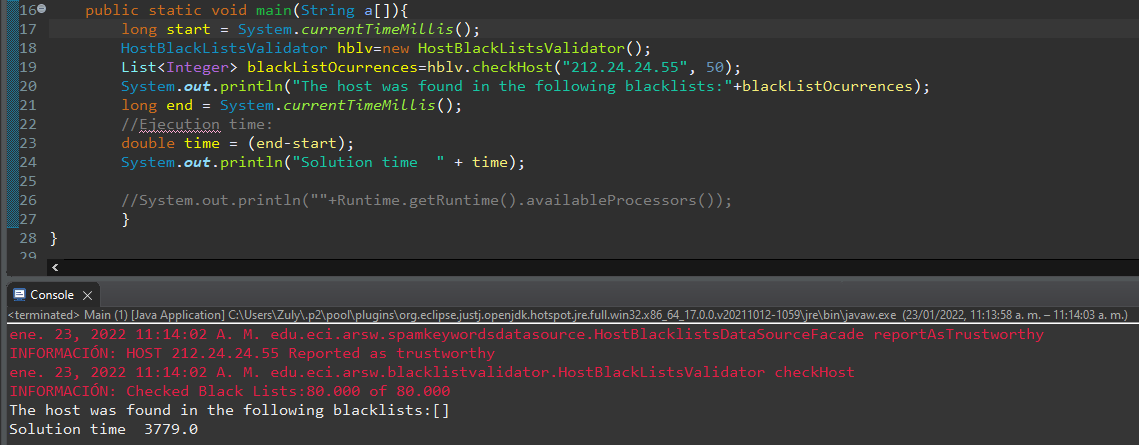 16 public static void main(String a[]){
17 long start = System.currentTimeMillis();
18 HostBlackListsValidator hblv=new HostBlackListsValidator();
19 List<Integer> blackListOcurrences=hblv.checkHost("212.24.24.55", 50);
20 System.out.println("The host was found in the following blacklists:"+blackListOcurrences);
21 long end = System.currentTimeMillis();
22 //Ejecution time:
23 double time = (end-start);
24 System.out.println("Solution time  " + time);
25
26 //System.out.println(""+Runtime.getRuntime().availableProcessors());
27 }
28 }
29
Console
<terminated> Main (1) [Java Application] C:\Users\Zuly\.p2\pool\plugins\org.eclipse.justj.openjdk.hotspot.jre.full.win32.x86_64_17.0.0.v20211012-1059\jre\bin\javaw.exe (23/01/2022, 11:13:58 a. m. – 11:14:03 a. m.)
ene. 23, 2022 11:14:02 A. M. edu.eci.arsw.spamkeywordsdatasource.HostBlackListsDataSourceFacade reportAsTrustworthy
INFORMACIÓN: HOST 212.24.24.55 Reported as trustworthy
ene. 23, 2022 11:14:02 A. M. edu.eci.arsw.blacklistvalidator.HostBlackListsValidator checkHost
INFORMACIÓN: Checked Black Lists:80.000 of 80.000
The host was found in the following blacklists:[]
Solution time  3779.0